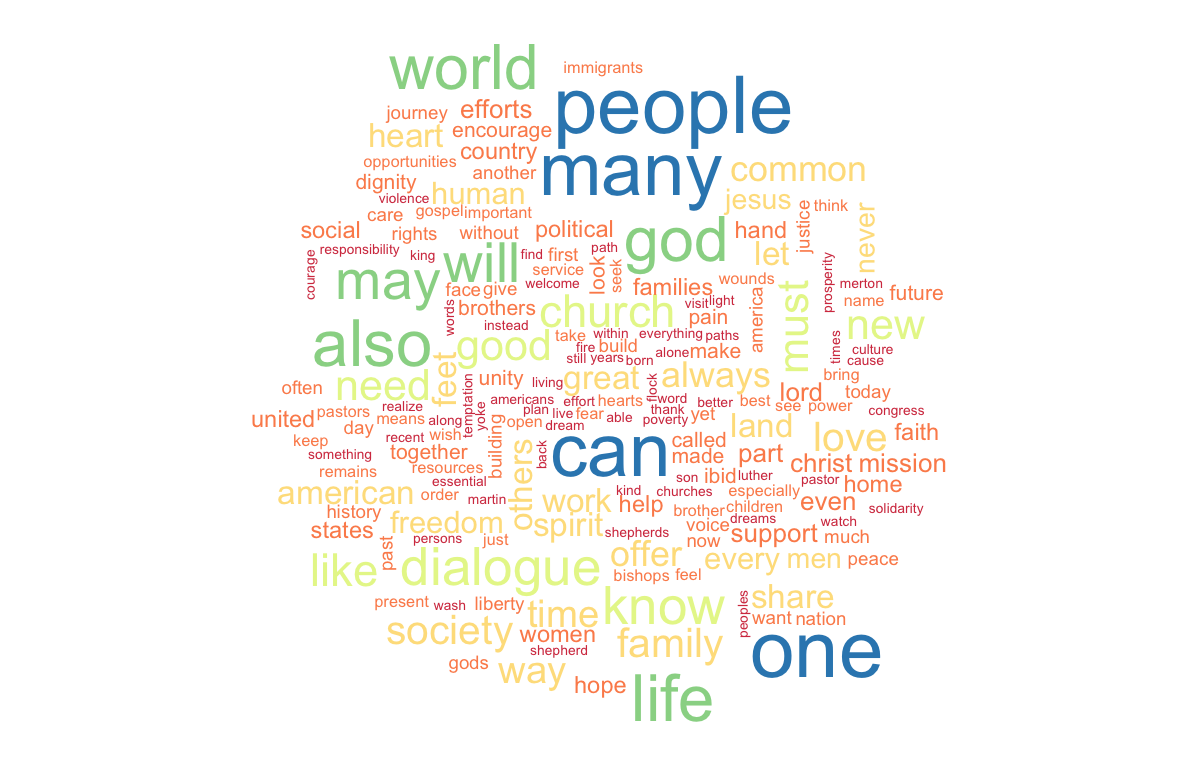 world
immigrants
people
journey
efforts
heart
encourage
many
opportunities
country
another
common
dignity
human
violence
jesus
think
care
gospel
important
never
social
rights
without
political
god
hand
justice
responsibility
king
will
find
first
path
let
courage
may
service
look
seek
wounds
welcome
families
prosperity
merton
face
give
name
future
brothers
church
visit
light
america
must
words
instead
pain
new
also
good
take
within
everything
paths
fire
build
times
culture
still
years
born
alone
make
cause
often
need
feet
unity
living
great
flock
always
bring
lord
today
temptation
yoke
americans
effort
hearts
word
better
best
see
power
united
pastors
realize
means
along
plan
live
fear
able
thank
poverty
yet
congress
day
recent
wish
open
dream
land
love
faith
keep
something
together
building
back
can
called
made
part
christ
mission
remains
resources
essential
son
ibid
luther
pastor
home
american
order
martin
others
work
kind
churches
especially
history
help
brother
children
even
solidarity
states
freedom
spirit
shepherds
voice
dreams
support
watch
much
past
persons
just
now
like
dialogue
offer
every
men
peace
bishops
feel
present
wash
liberty
time
know
peoples
share
society
women
want
nation
shepherd
family
one
gods
way
hope
life